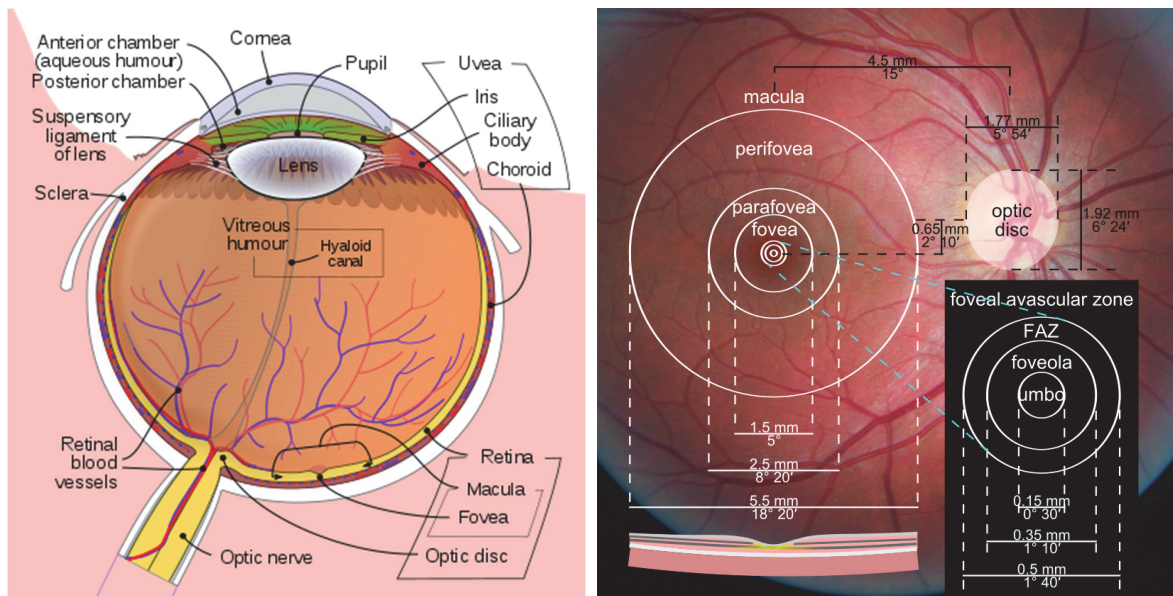 Cornea
Anterior chamber
(aqueous humour)
Posterior chamber
Pupil
Uvea
Iris
Ciliary
body
Choroid
Suspensory
ligament
of lens
Lens
Sclera
Vitreous
humour
Hyaloid
canal
Retinal
blood
vessels
Retina
Macula
Fovea
Optic nerve
Optic disc
4.5 mm
15°
macula
1.77 mm
5° 54′
perifovea
parafovea
fovea
optic
disc
0.65 mm
2° 10′
1.92 mm
6° 24′
foveal avascular zone
FAZ
foveola
umbo
1.5 mm
5°
2.5 mm
8° 20′
5.5 mm
18° 20′
0.15 mm
0° 30′
0.35 mm
1° 10′
0.5 mm
1° 40′